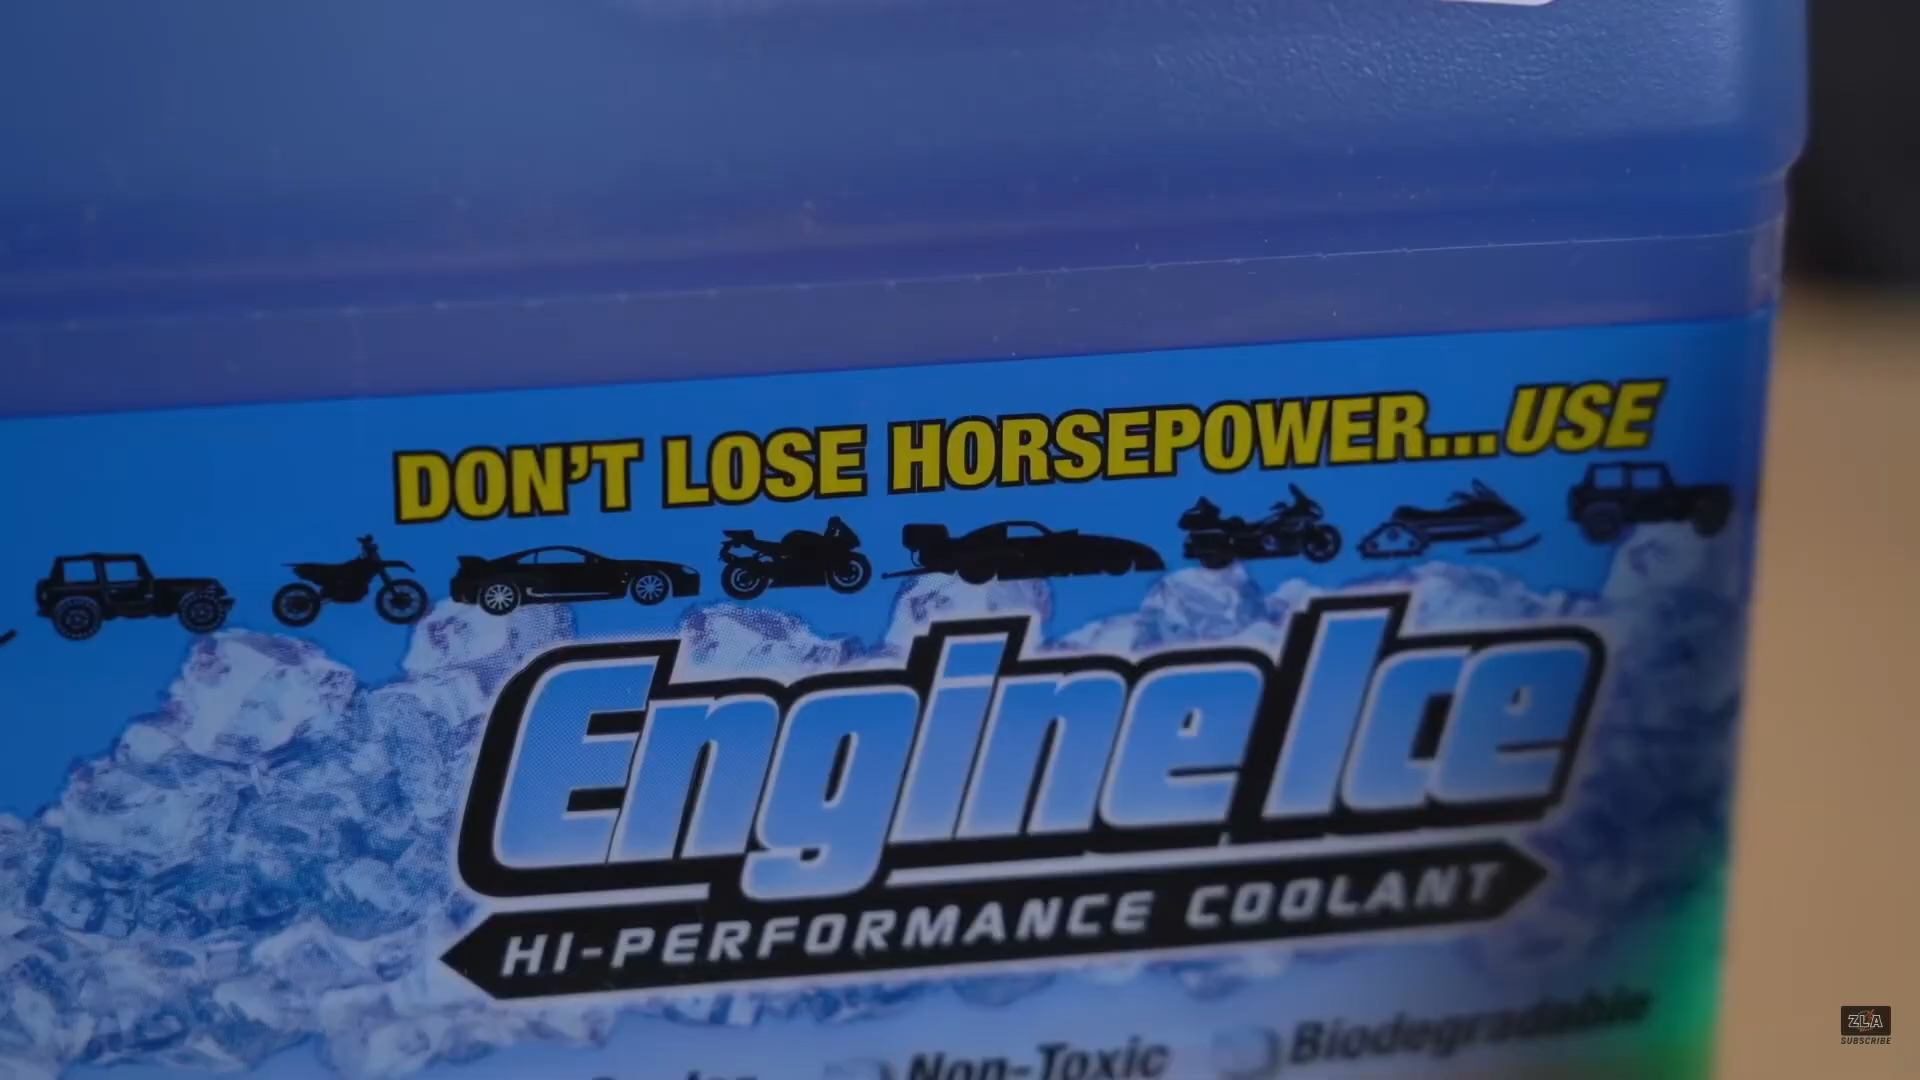 DON'T LOSE HORSEPOWER...USE
Engine Ice
HI-PERFORMANCE COOLANT
Non-Toxic Biodegradable
ZLA
SUBSCRIBE